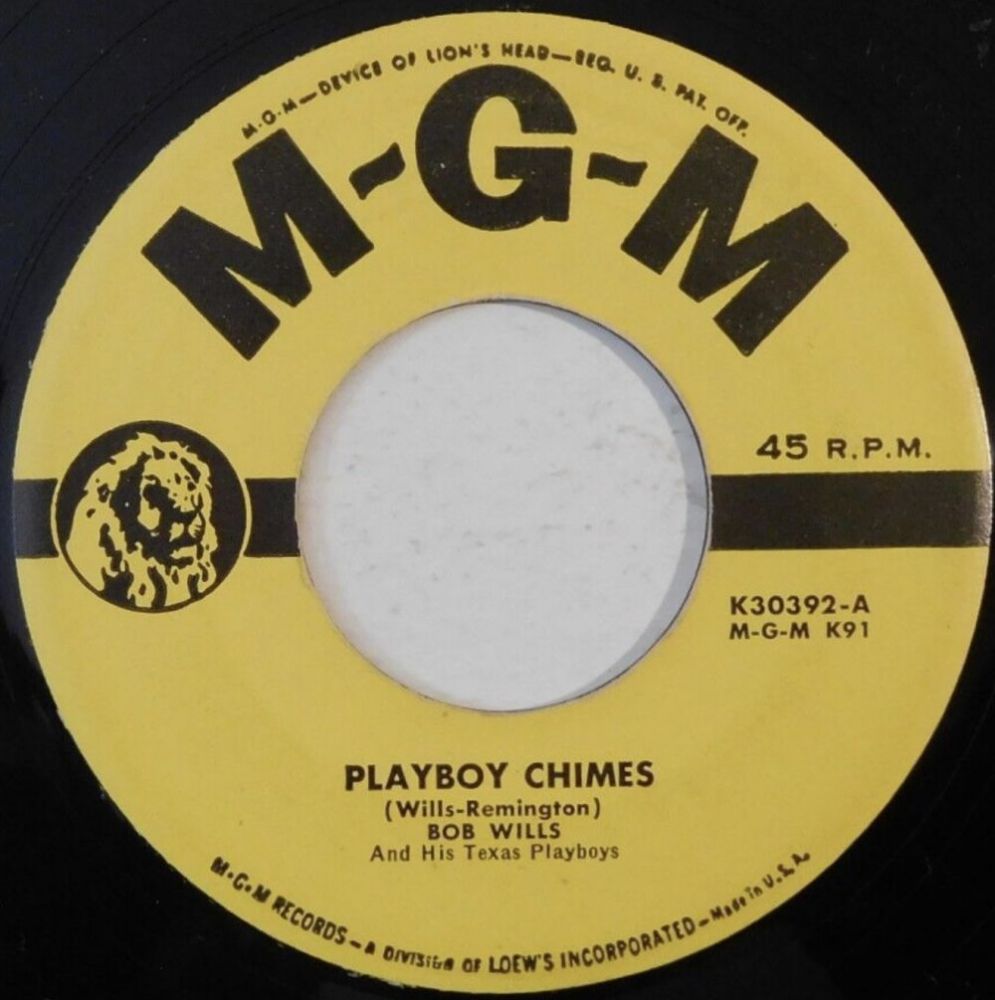 M-G-M—DEVICE OF LION'S HEAD—REG. U. S. PAT. OFF.
M-G-M
45 R.P.M.
K30392-A
M-G-M K91
PLAYBOY CHIMES
(Wills-Remington)
BOB WILLS
And His Texas Playboys
M-G-M RECORDS—A DIVISION OF LOEW'S INCORPORATED—Made in U.S.A.